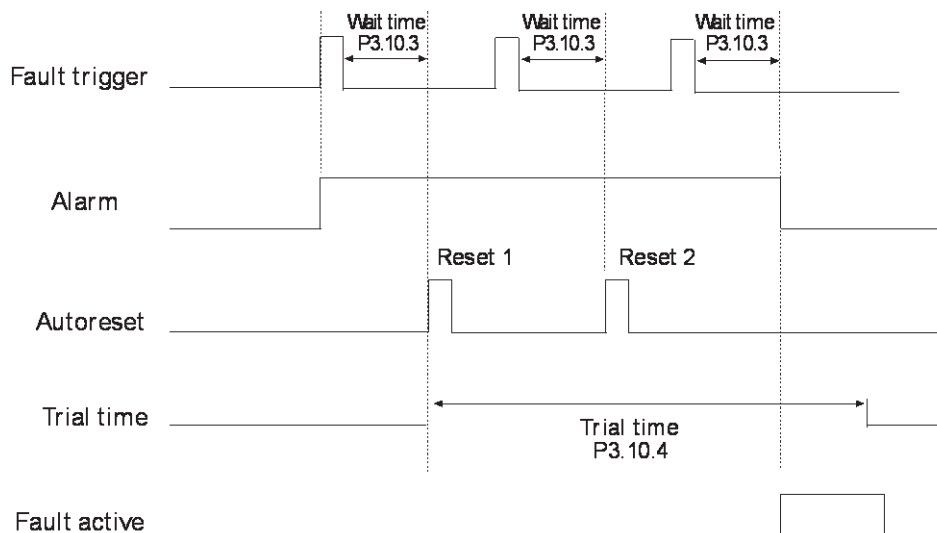 Wait time Wait time Wait time
P3.10.3 P3.10.3 P3.10.3
Fault trigger
Alarm
Reset 1 Reset 2
Autoreset
Trial time
Trial time
P3.10.4
Fault active